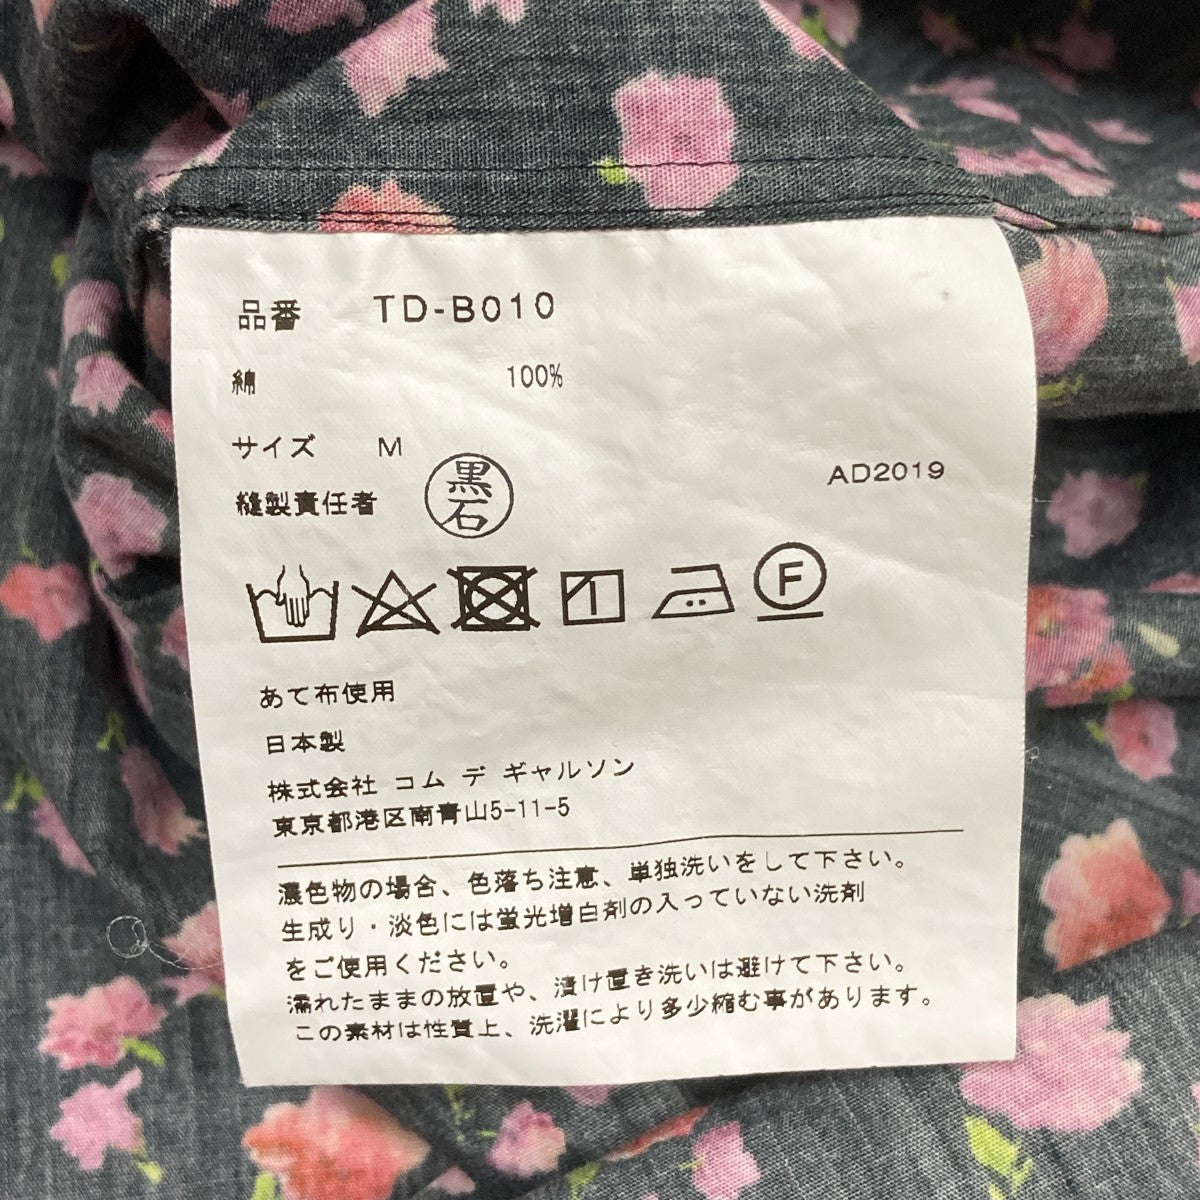 品番 TD-B010
綿 100%
サイズ M
縫製責任者 黒石
AD2019
F
あて布使用
日本製
株式会社 コム デ ギャルソン
東京都港区南青山5-11-5
濃色物の場合、色落ち注意、単独洗いをして下さい。
生成り・淡色には蛍光増白剤の入っていない洗剤
をご使用ください。
濡れたままの放置や、漬け置き洗いは避けて下さい。
この素材は性質上、洗濯により多少縮む事があります。